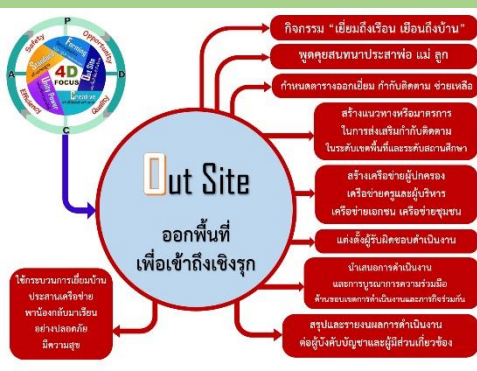 P
Safety
Opportunity
Farming
Standard
Out Site
4D
FOCUS
A
D
Unity Power
Efficiency
Quality
C
Out Site
ออกพื้นที่
เพื่อเข้าถึงเชิงรุก
กิจกรรม “เยี่ยมถึงเรือน เยือนถึงบ้าน”
พูดคุยสนทนาประสาพ่อ แม่ ลูก
กำหนดตารางออกเยี่ยม กำกับติดตาม ช่วยเหลือ
สร้างแนวทางหรือมาตรการ
ในการส่งเสริมกำกับติดตาม
ในระดับเขตพื้นที่และระดับสถานศึกษา
สร้างเครือข่ายผู้ปกครอง
เครือข่ายครูและผู้บริหาร
เครือข่ายเอกชน เครือข่ายชุมชน
แต่งตั้งผู้รับผิดชอบดำเนินงาน
นำเสนอการดำเนินงาน
และการบูรณาการความร่วมมือ
ด้านขอบเขตการดำเนินงานและภารกิจร่วมกัน
สรุปและรายงานผลการดำเนินงาน
ต่อผู้บังคับบัญชาและผู้มีส่วนเกี่ยวข้อง
ใช้กระบวนการเยี่ยมบ้าน
ประสานเครือข่าย
พาน้องกลับมาเรียน
อย่างปลอดภัย
มีความสุข